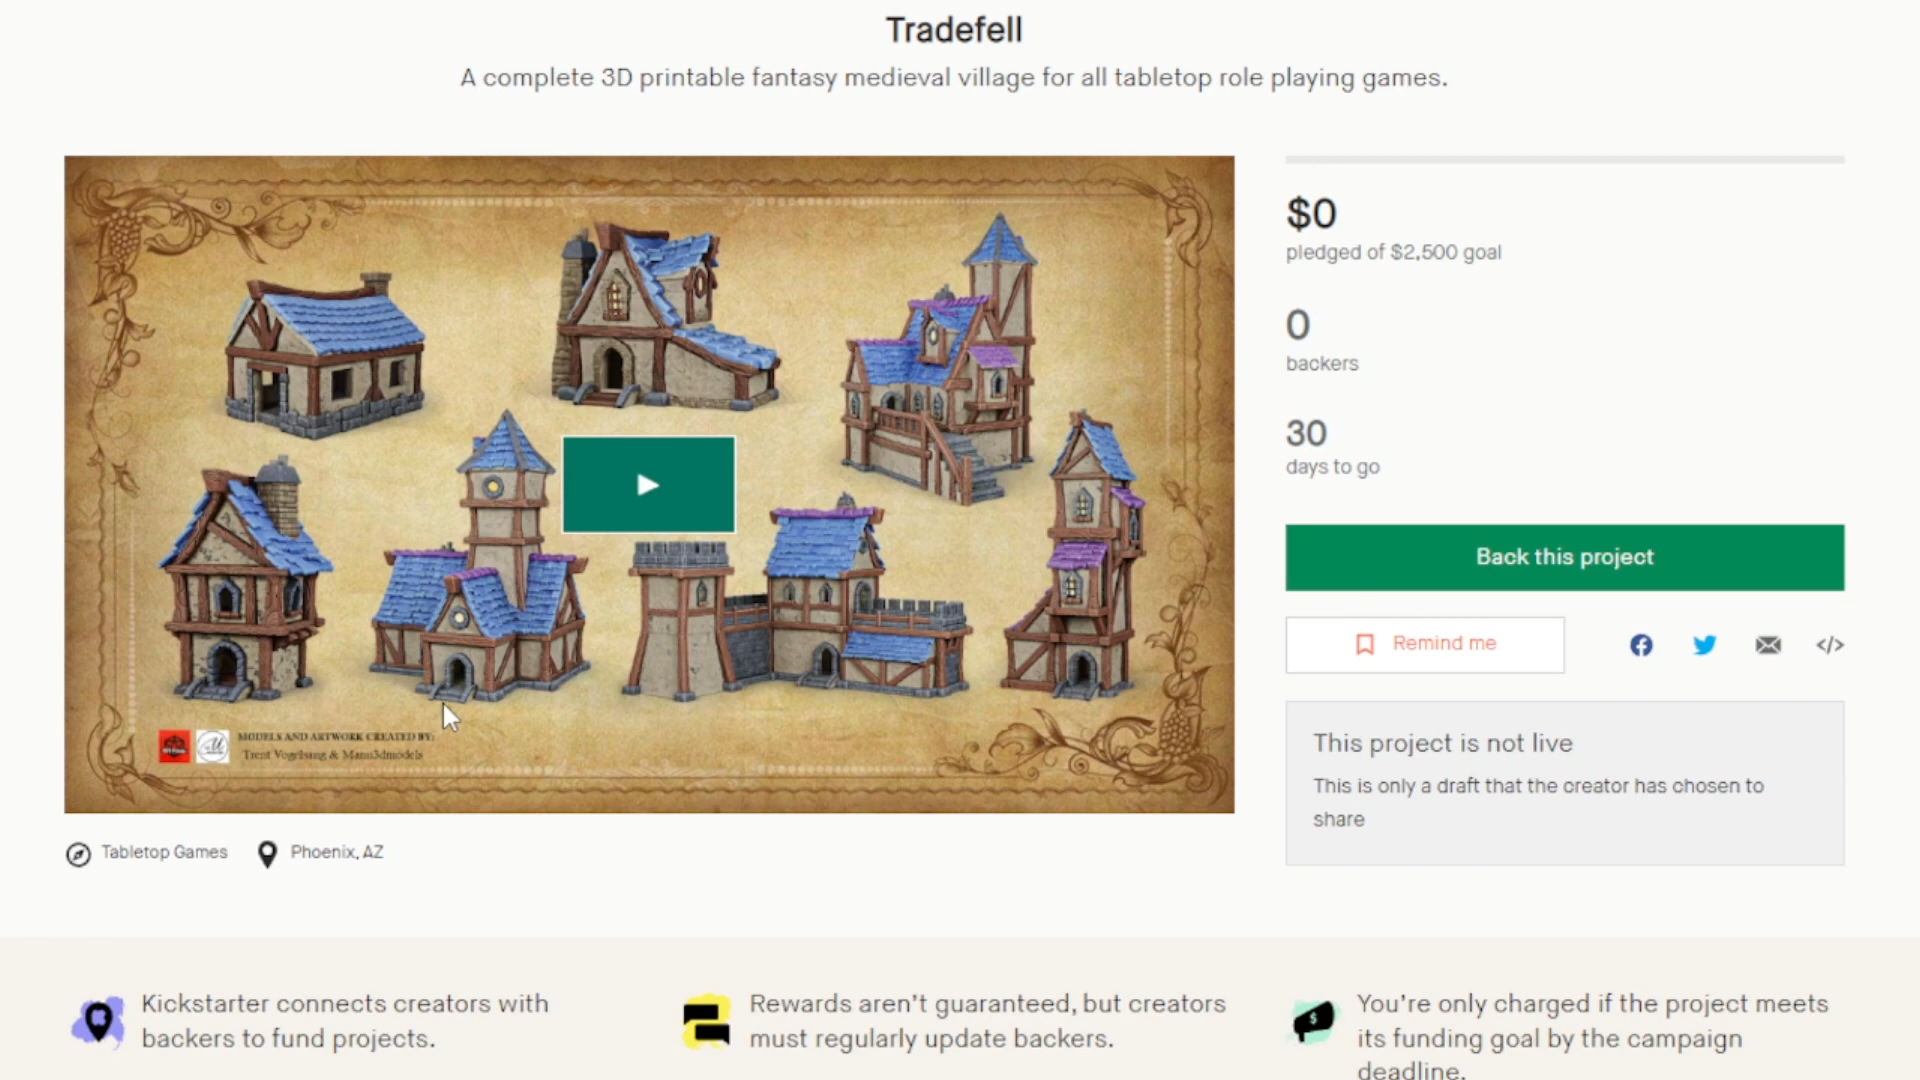 Tradefell
A complete 3D printable fantasy medieval village for all tabletop role playing games.
$0
pledged of $2,500 goal
0
backers
30
days to go
Back this project
Remind me
This project is not live
This is only a draft that the creator has chosen to
share
MODELS AND ARTWORK CREATED BY:
Trent Vogelsang & Manu3dmodels
Tabletop Games
Phoenix, AZ
Kickstarter connects creators with
backers to fund projects.
Rewards aren't guaranteed, but creators
must regularly update backers.
You're only charged if the project meets
its funding goal by the campaign
deadline.